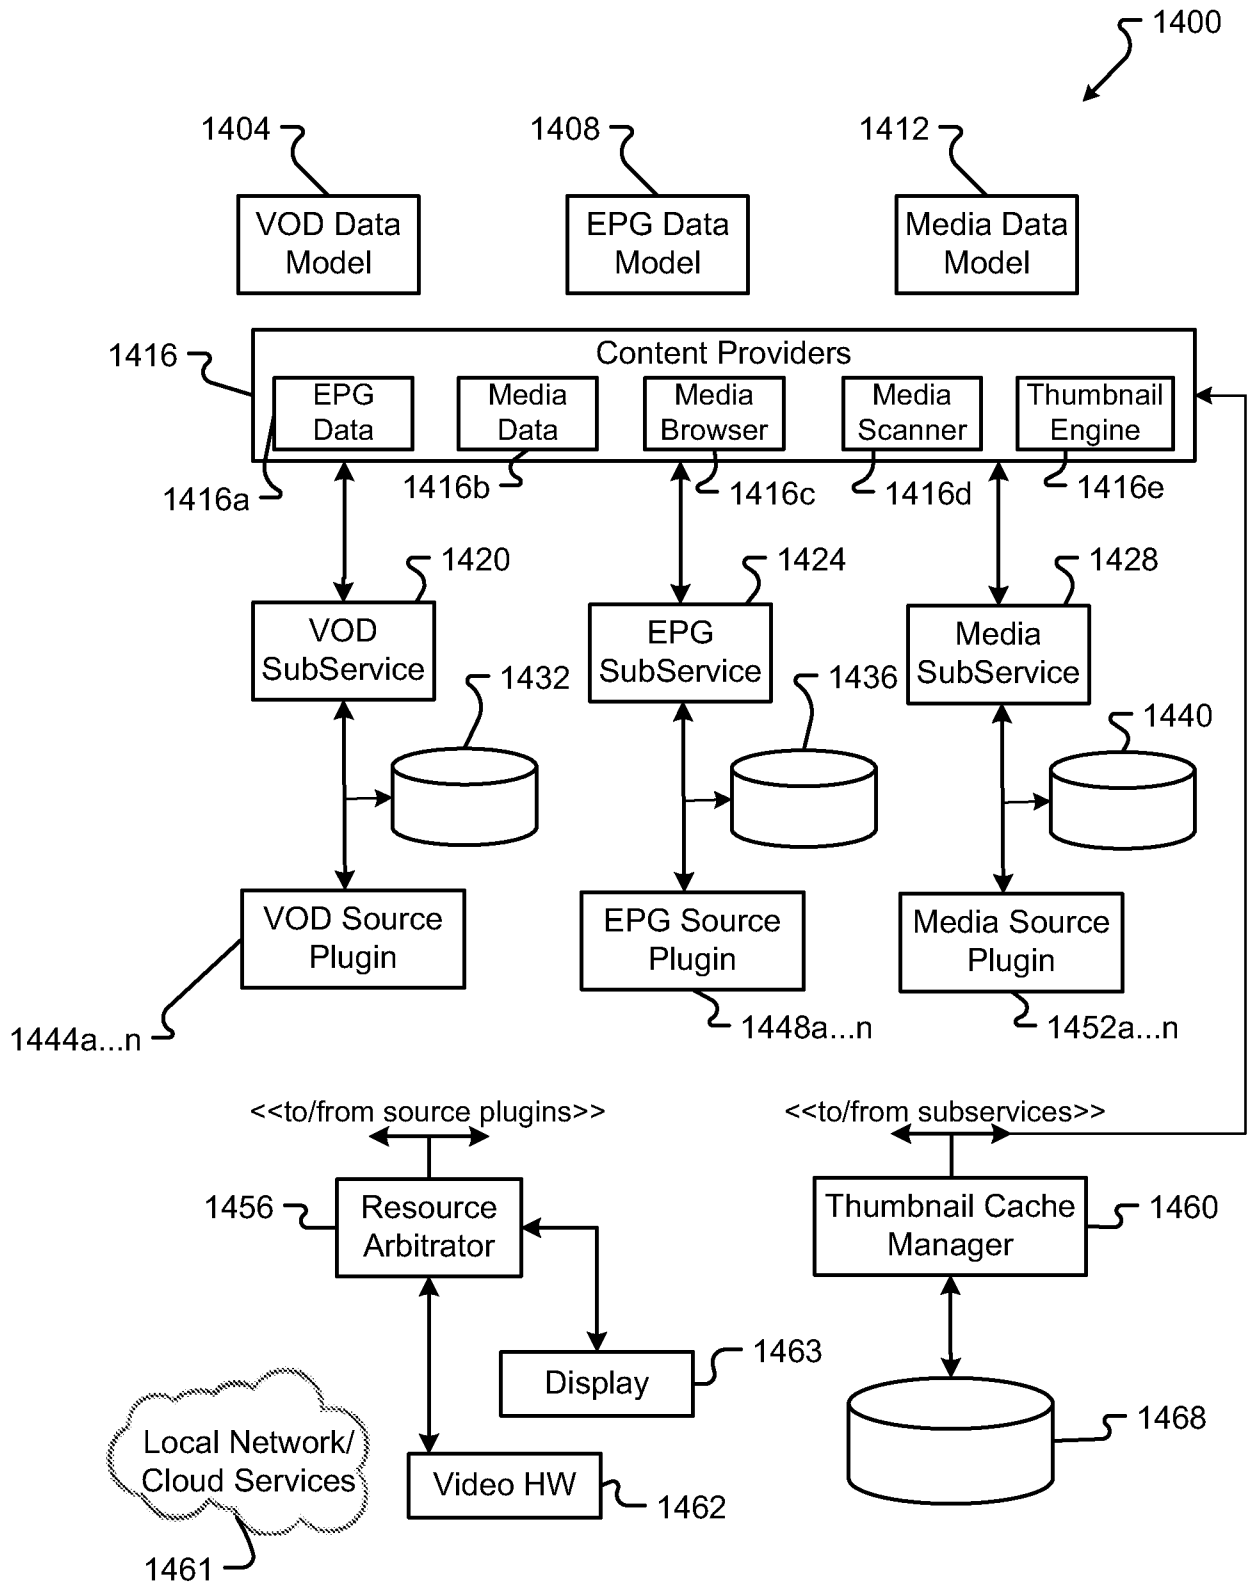 1400
1404
1408
1412
VOD Data
Model
EPG Data
Model
Media Data
Model
1416
Content Providers
EPG
Data
Media
Data
Media
Browser
Media
Scanner
Thumbnail
Engine
1416a
1416b
1416c
1416d
1416e
1420
1424
1428
VOD
SubService
EPG
SubService
Media
SubService
1432
1436
1440
VOD Source
Plugin
EPG Source
Plugin
Media Source
Plugin
1444a...n
1448a...n
1452a...n
<<to/from source plugins>>
<<to/from subservices>>
1456
Resource
Arbitrator
Thumbnail Cache
Manager
1460
Display
1463
Local Network/
Cloud Services
Video HW
1462
1468
1461